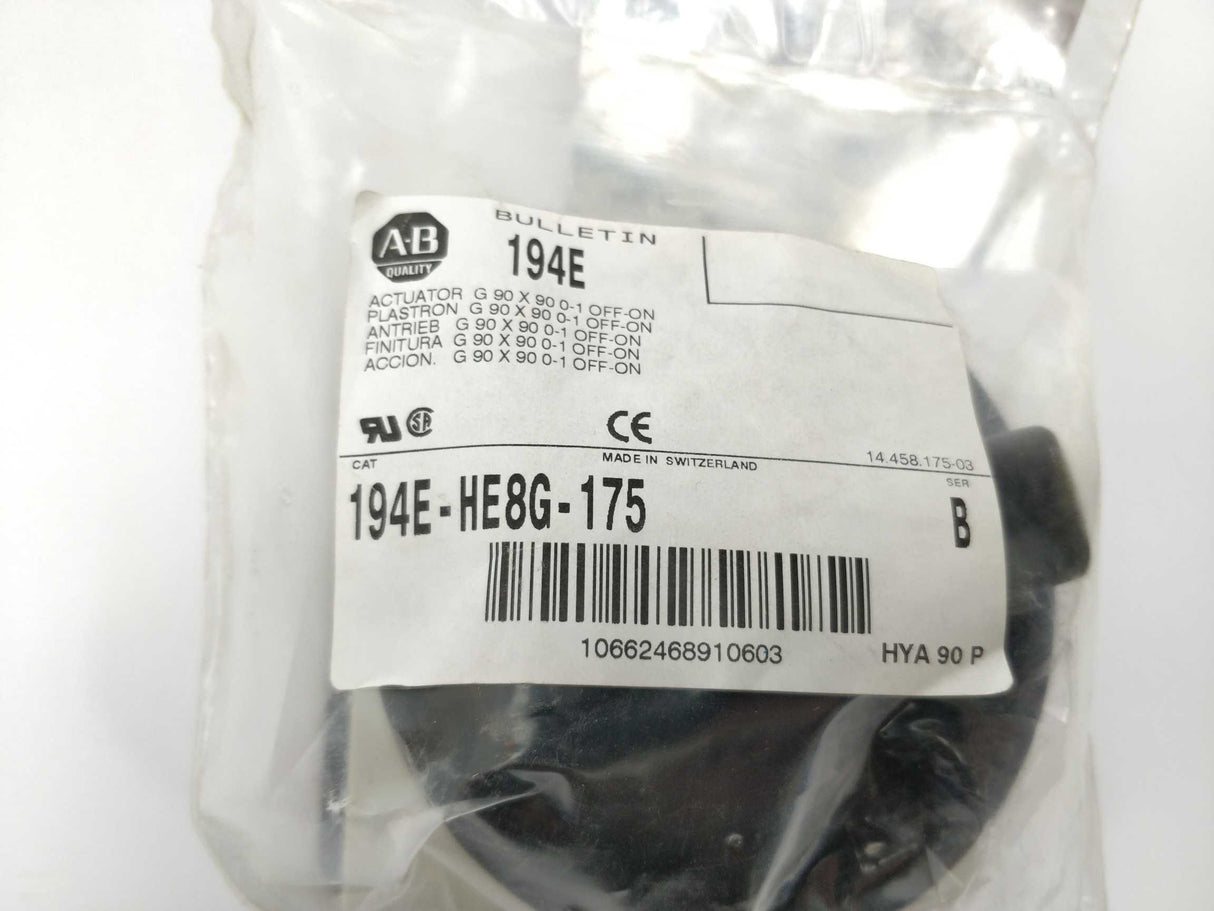 A-B
QUALITY
BULLETIN
194E
ACTUATOR G 90 X 90 0-1 OFF-ON
PLASTRON G 90 X 90 0-1 OFF-ON
ANTRIEB G 90 X 90 0-1 OFF-ON
FINITURA G 90 X 90 0-1 OFF-ON
ACCION. G 90 X 90 0-1 OFF-ON
RU SA CE
CAT MADE IN SWITZERLAND 14.458.175-03
194E-HE8G-175 SER
B
10662468910603 HYA 90 P